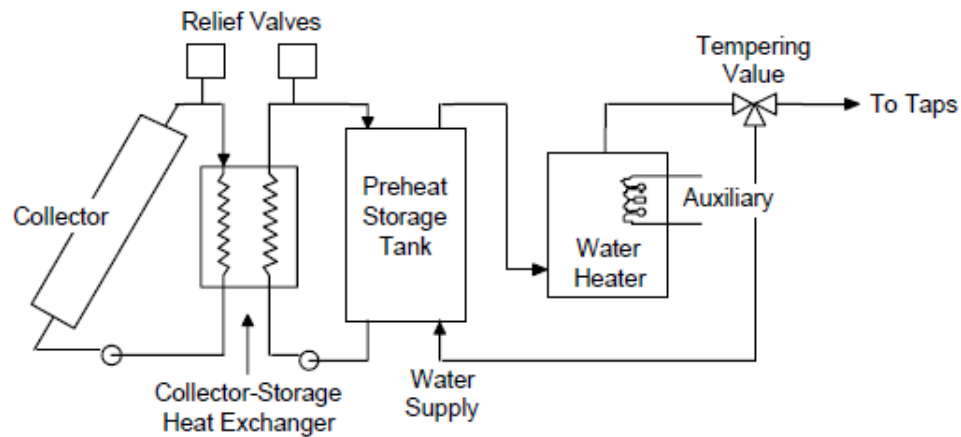 Relief Valves
Tempering
Value
To Taps
Collector
Preheat
Storage
Tank
Auxiliary
Water
Heater
Collector-Storage
Heat Exchanger
Water
Supply